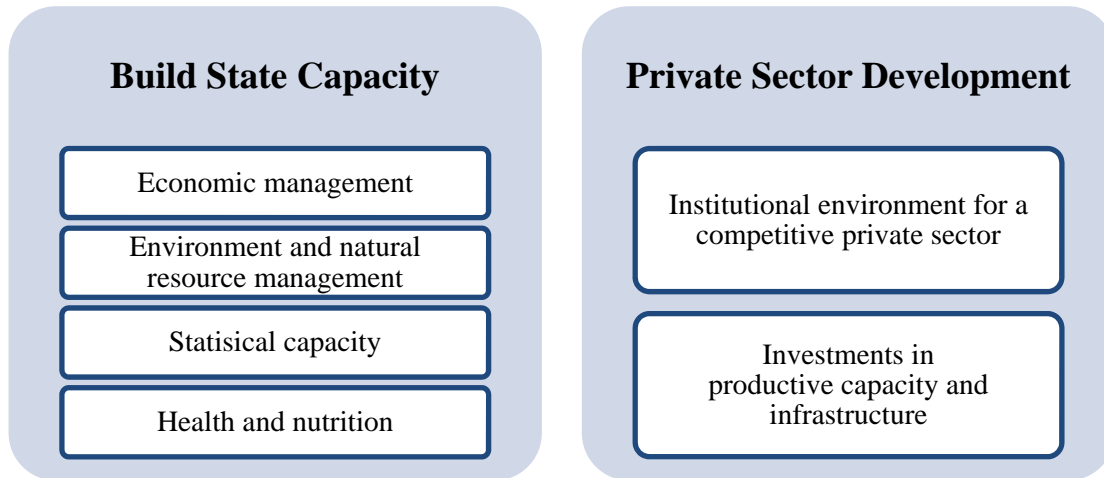 Build State Capacity
Economic management
Environment and natural
resource management
Statisical capacity
Health and nutrition
Private Sector Development
Institutional environment for a
competitive private sector
Investments in
productive capacity and
infrastructure